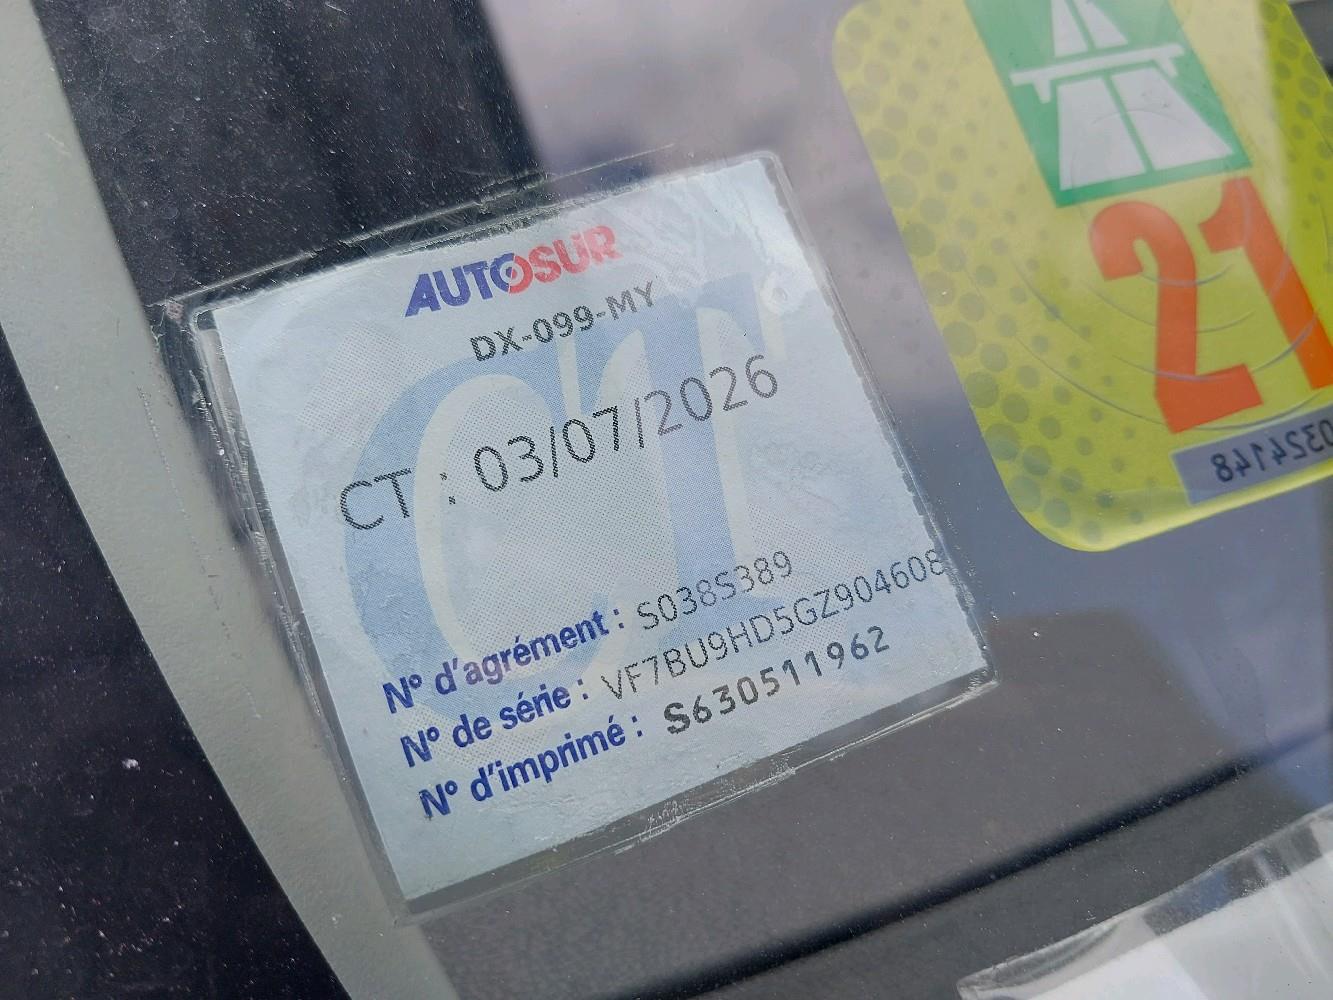 AUTOSUR
DX-099-MY
CT : 03/07/2026
N° d'agrément : S038S389
N° de série : VF7BU9HD5GZ904608
N° d'imprimé : S630511962
21
0324148